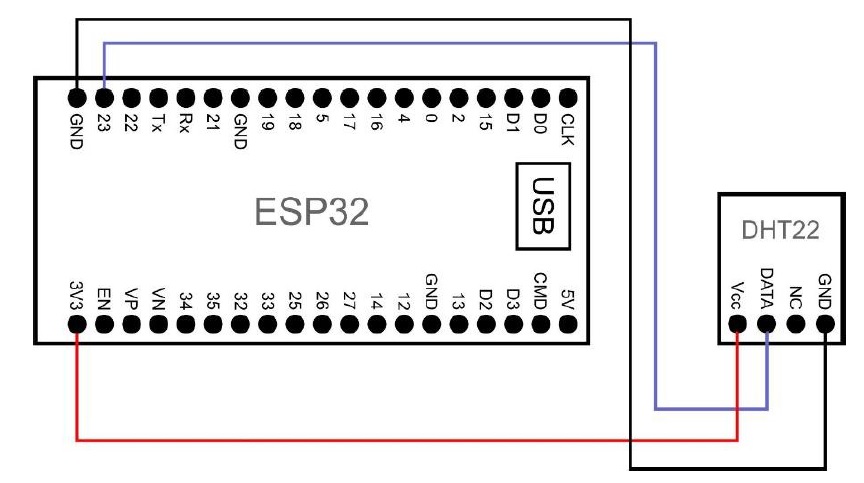 GND 23 22 Tx Rx 21 GND 19 18 5 17 16 4 0 2 15 D1 D0 CLK
USB
ESP32
DHT22
3V3 EN VP VN 34 35 32 33 25 26 27 14 12 GND 13 D2 D3 CMD 5V
Vcc DATA NC GND